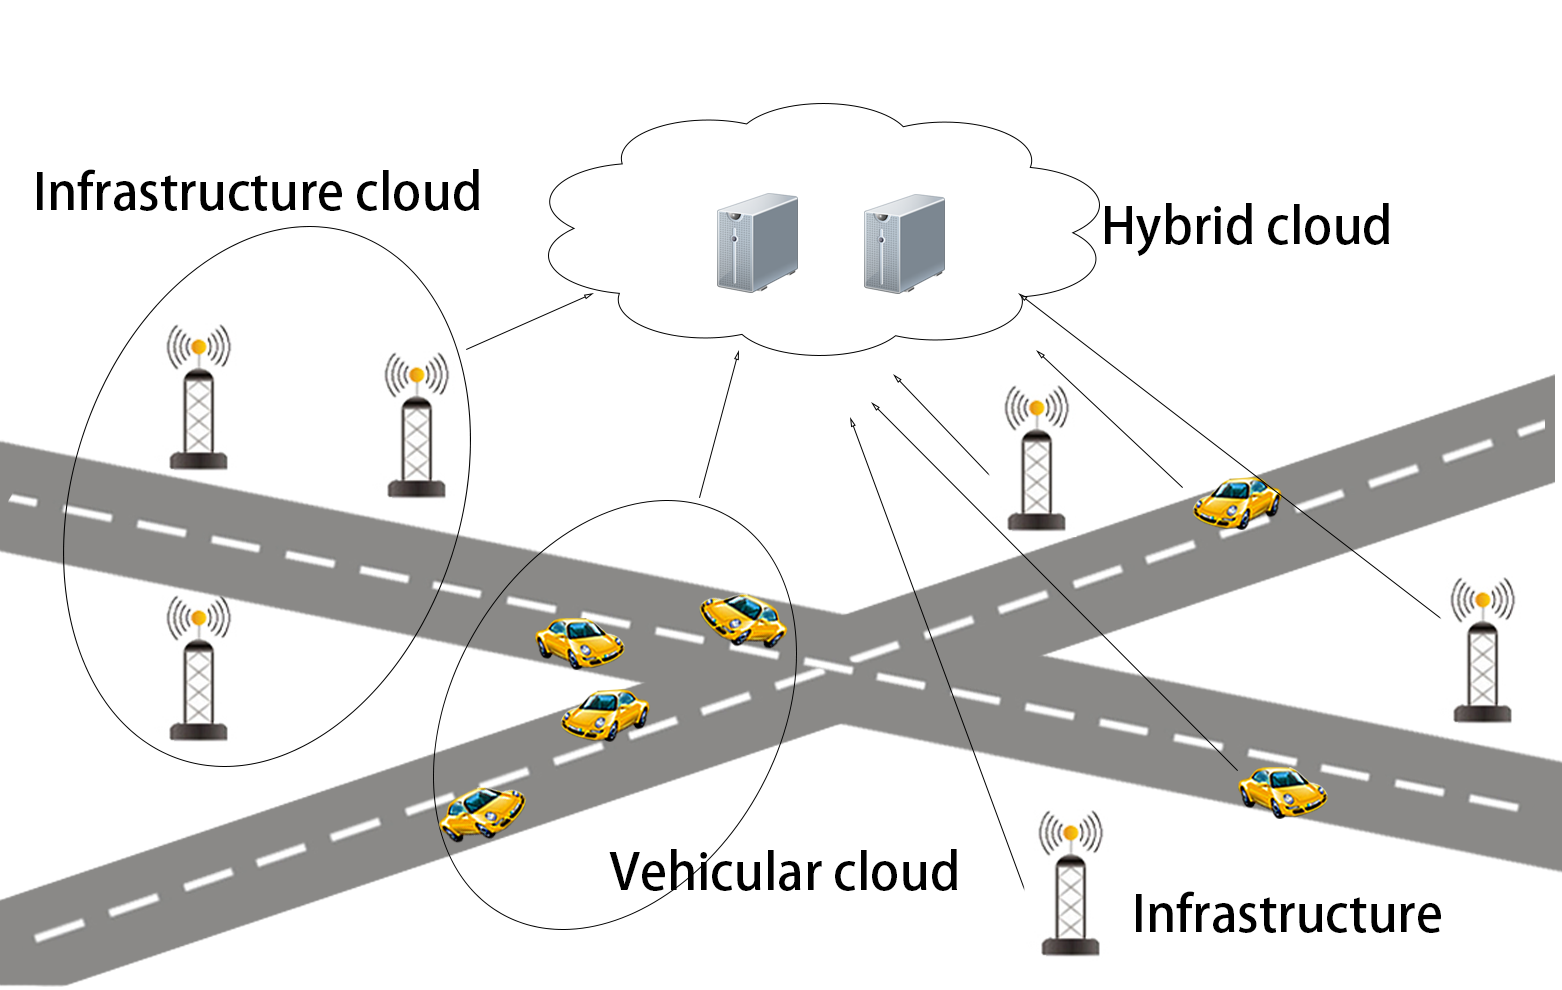 Infrastructure cloud
Hybrid cloud
Vehicular cloud
Infrastructure